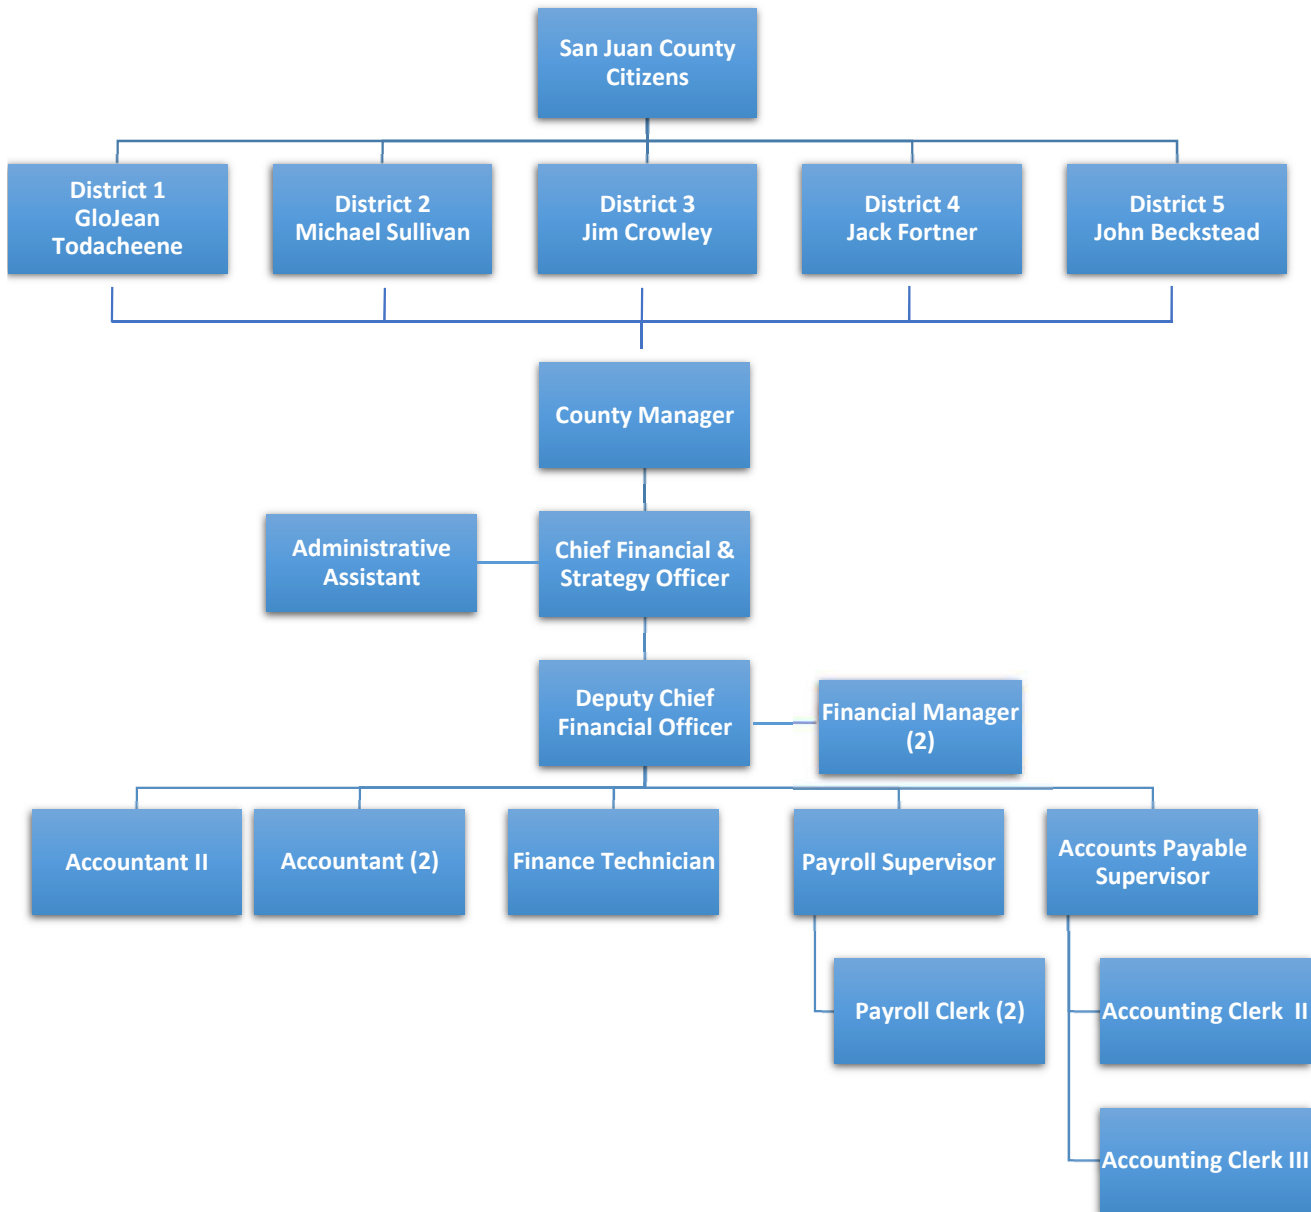 San Juan County
Citizens
District 1
GloJean
Todacheene
District 2
Michael Sullivan
District 3
Jim Crowley
District 4
Jack Fortner
District 5
John Beckstead
County Manager
Administrative
Assistant
Chief Financial &
Strategy Officer
Deputy Chief
Financial Officer
Financial Manager
(2)
Accountant II
Accountant (2)
Finance Technician
Payroll Supervisor
Accounts Payable
Supervisor
Payroll Clerk (2)
Accounting Clerk  II
Accounting Clerk III